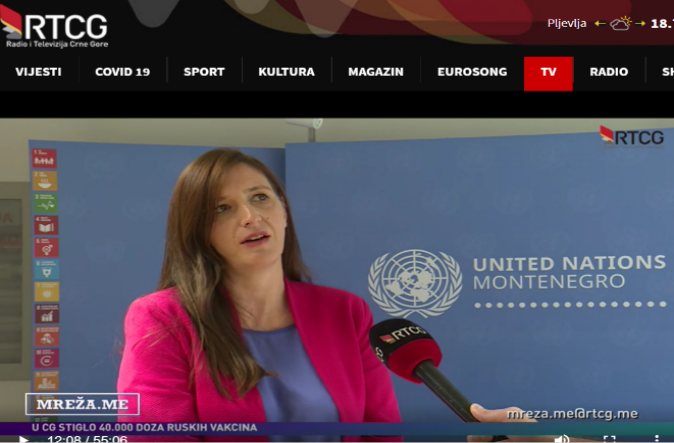 RTCG
Radio i Televizija Crne Gore
Pljevlja 18.
VIJESTI COVID 19 SPORT KULTURA MAGAZIN EUROSONG TV RADIO
RTCG
UNITED NATIONS
MONTENEGRO
RTCG
MREŽA.ME
mreza.me@rtcg.me
U CG STIGLO 40.000 DOZA RUSKIH VAKCINA
12:08 / 55:06